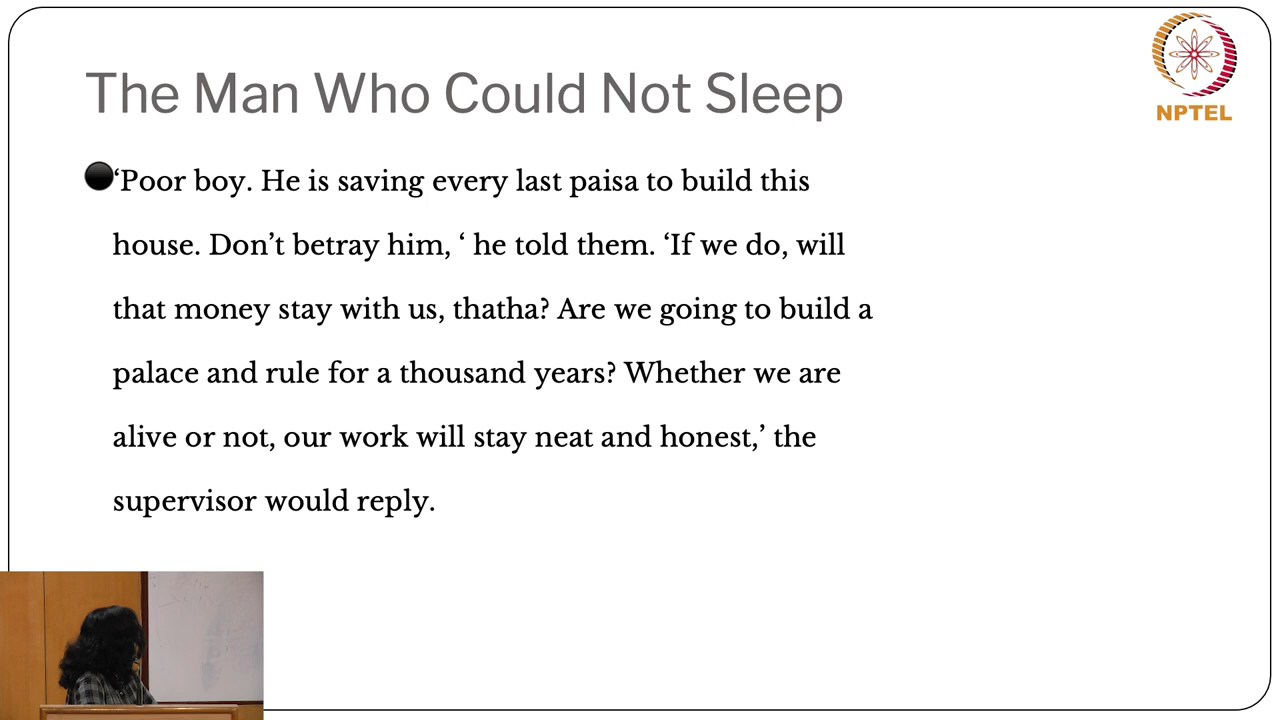 The Man Who Could Not Sleep
NPTEL
‘Poor boy. He is saving every last paisa to build this
house. Don’t betray him, ‘ he told them. ‘If we do, will
that money stay with us, thatha? Are we going to build a
palace and rule for a thousand years? Whether we are
alive or not, our work will stay neat and honest,’ the
supervisor would reply.